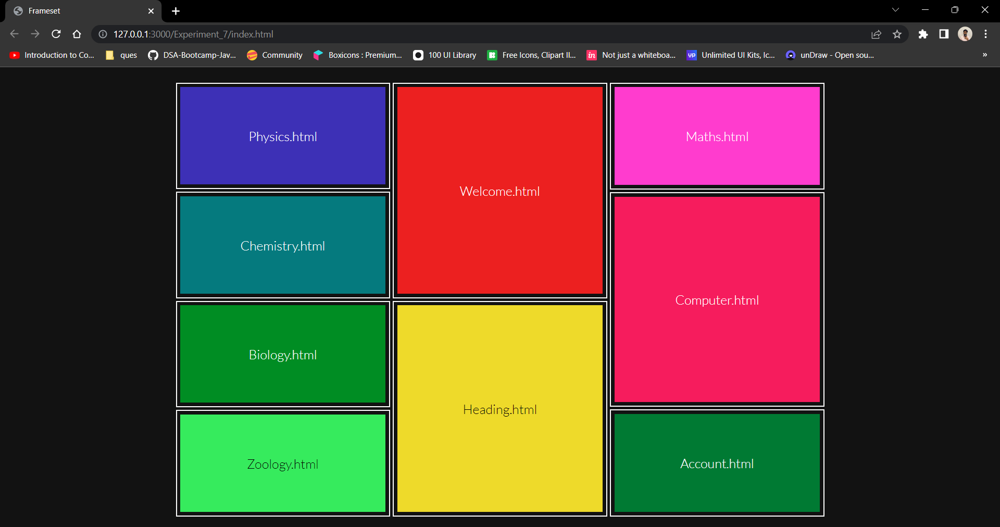 Frameset
127.0.0.1:3000/Experiment_7/index.html
Introduction to Co...
ques
DSA-Bootcamp-Jav...
Community
Boxicons : Premium...
100 UI Library
Free Icons, Clipart Il...
in
Not just a whiteboa...
UP
Unlimited UI Kits, Ic...
unDraw - Open sou...
»
Physics.html
Chemistry.html
Biology.html
Zoology.html
Welcome.html
Heading.html
Maths.html
Computer.html
Account.html